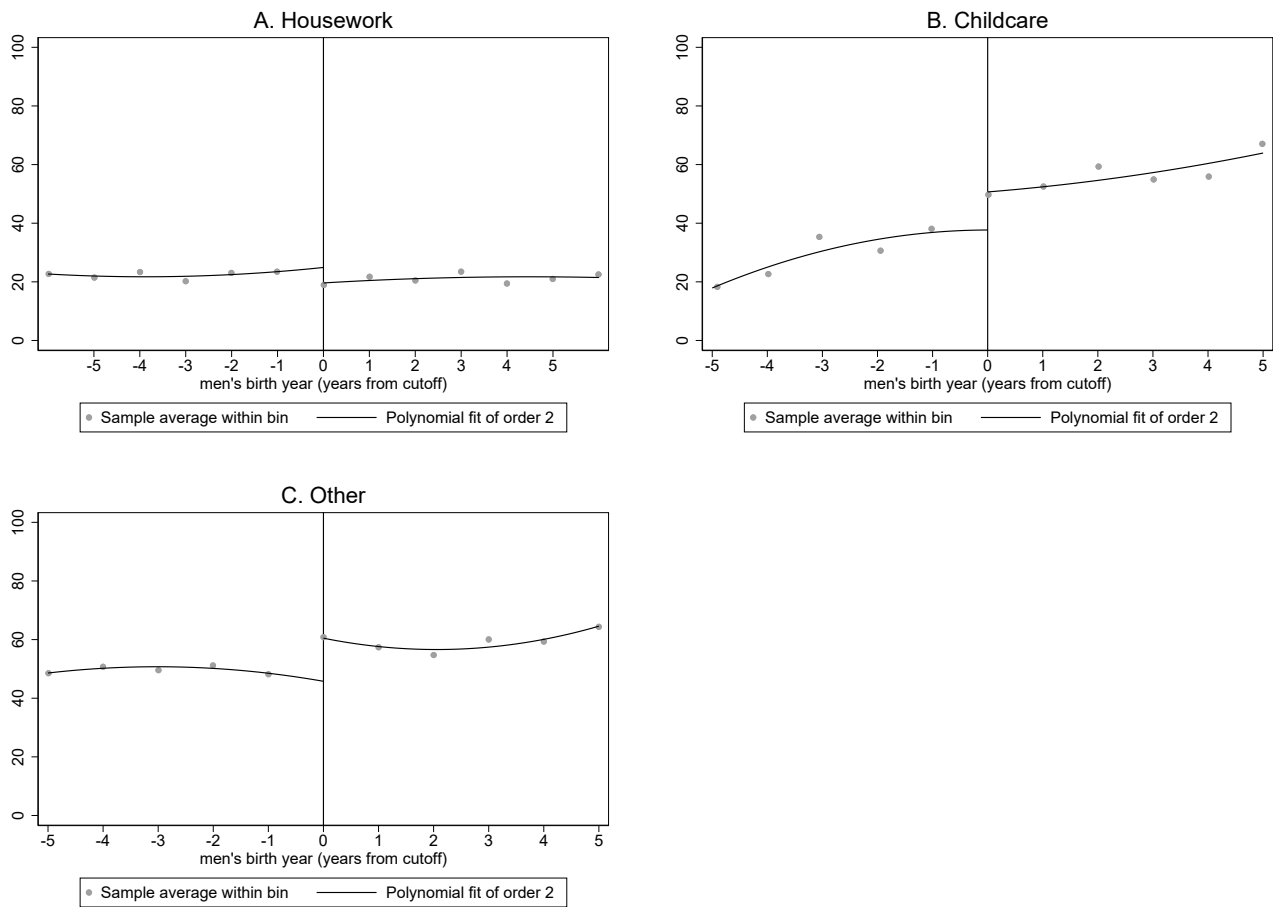 A. Housework
100
80
60
40
20
0
-5 -4 -3 -2 -1 0 1 2 3 4 5
men's birth year (years from cutoff)
Sample average within bin Polynomial fit of order 2
B. Childcare
100
80
60
40
20
0
-5 -4 -3 -2 -1 0 1 2 3 4 5
men's birth year (years from cutoff)
Sample average within bin Polynomial fit of order 2
C. Other
100
80
60
40
20
0
-5 -4 -3 -2 -1 0 1 2 3 4 5
men's birth year (years from cutoff)
Sample average within bin Polynomial fit of order 2